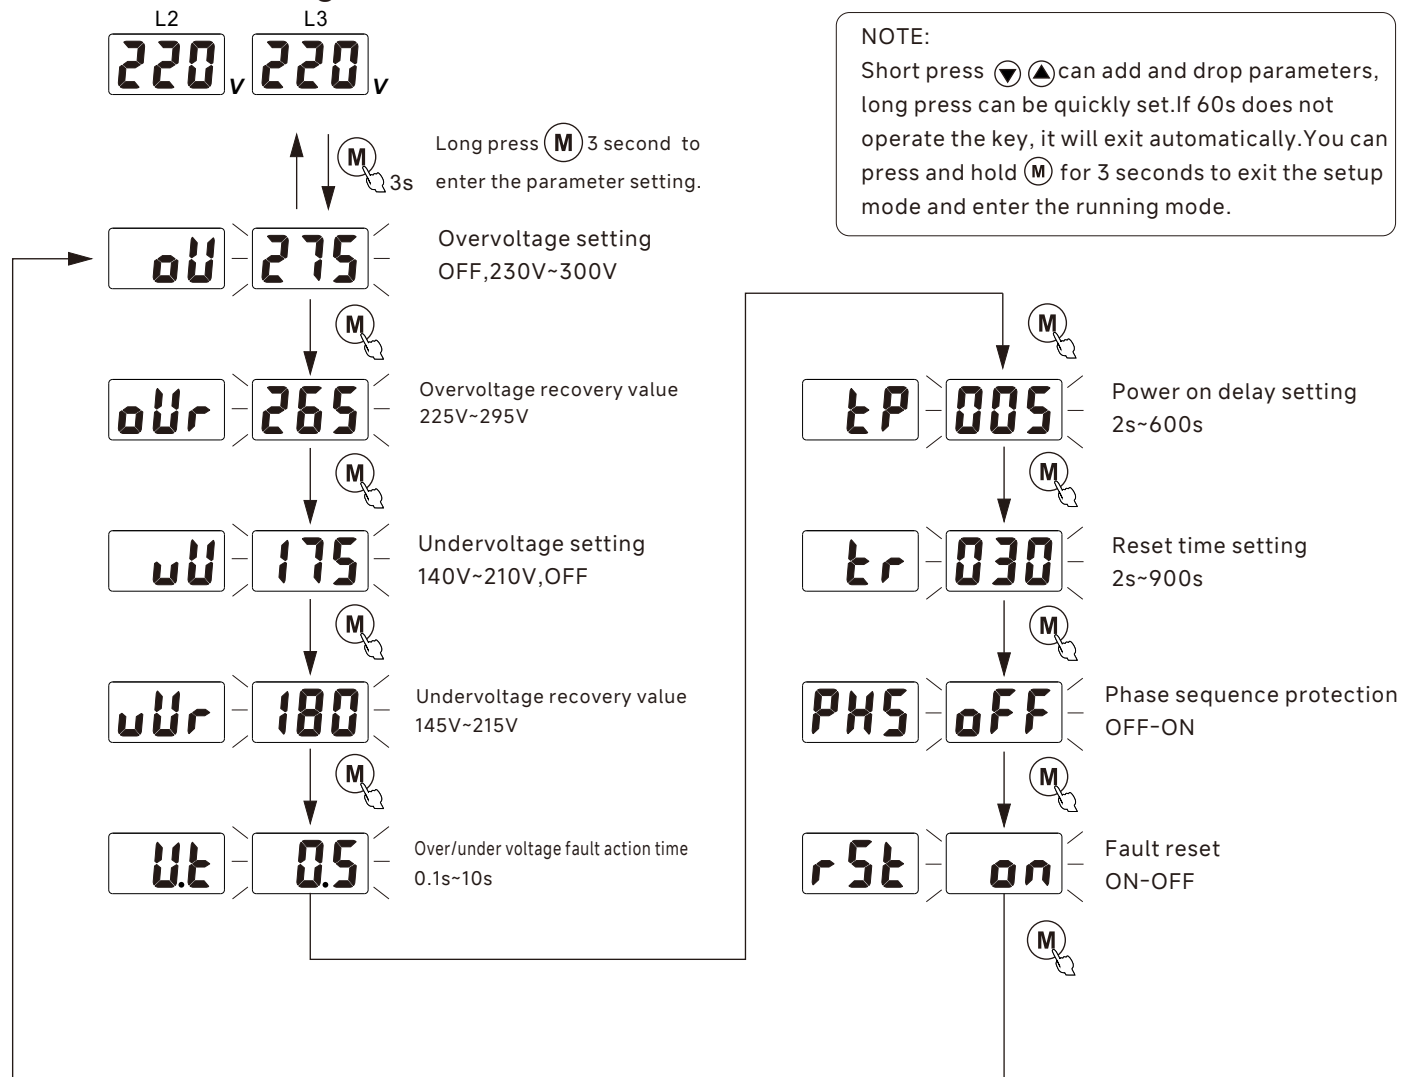 L2 L3
220 V 220 V
M
3s
Long press M 3 second to
enter the parameter setting.
NOTE:
Short press ▼ ▲ can add and drop parameters,
long press can be quickly set.If 60s does not
operate the key, it will exit automatically.You can
press and hold M for 3 seconds to exit the setup
mode and enter the running mode.
oU 275
Overvoltage setting
OFF,230V~300V
M
oUr 265
Overvoltage recovery value
225V~295V
M
uU 175
Undervoltage setting
140V~210V,OFF
M
uUr 180
Undervoltage recovery value
145V~215V
M
U.t 0.5
Over/under voltage fault action time
0.1s~10s
M
tP 005
Power on delay setting
2s~600s
M
tr 030
Reset time setting
2s~900s
M
PHS oFF
Phase sequence protection
OFF-ON
M
rSt on
Fault reset
ON-OFF
M